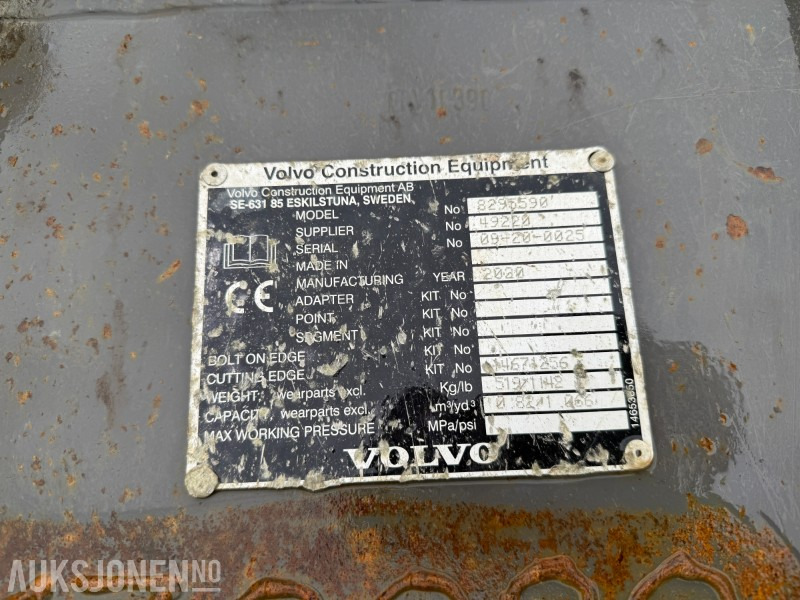 Volvo Construction Equipment
Volvo Construction Equipment AB
SE-631 85 ESKILSTUNA, SWEDEN
MODEL No 8296590
SUPPLIER No 49220
SERIAL No 09-20-0025
MADE IN
MANUFACTURING YEAR 2020
ADAPTER KIT No
POINT KIT No
SEGMENT KIT No
BOLT ON EDGE KIT No
CUTTING EDGE KIT No
WEIGHT, wearparts excl. Kg/lb 519/1142
CAPACITY, wearparts excl. m³/yd³
MAX WORKING PRESSURE MPa/psi
CE
VOLVO
14653650
AUKSJONEN.NO